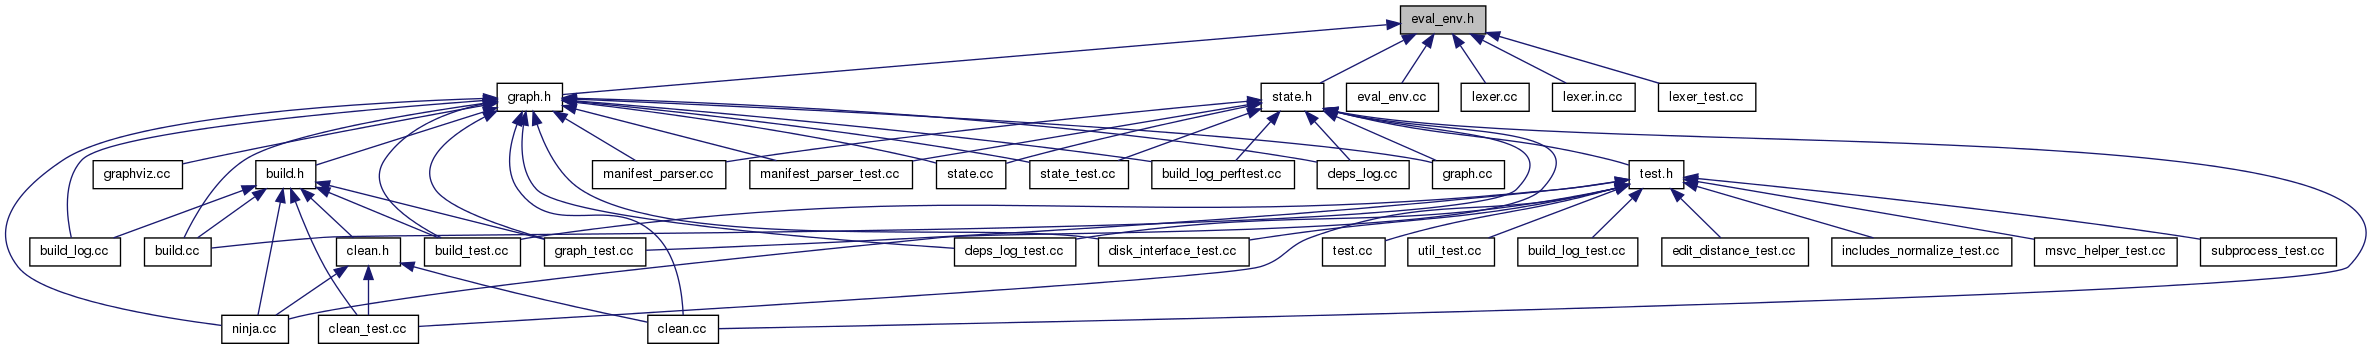 eval_env.h
graph.h
state.h
eval_env.cc
lexer.cc
lexer.in.cc
lexer_test.cc
graphviz.cc
build.h
manifest_parser.cc
manifest_parser_test.cc
state.cc
state_test.cc
build_log_perftest.cc
deps_log.cc
graph.cc
test.h
build_log.cc
build.cc
clean.h
build_test.cc
graph_test.cc
deps_log_test.cc
disk_interface_test.cc
test.cc
util_test.cc
build_log_test.cc
edit_distance_test.cc
includes_normalize_test.cc
msvc_helper_test.cc
subprocess_test.cc
ninja.cc
clean_test.cc
clean.cc